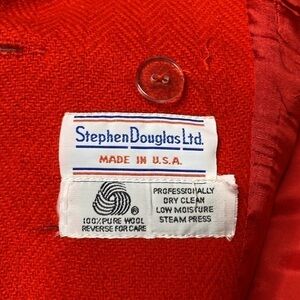 Stephen Douglas Ltd.
MADE IN U.S.A.
100% PURE WOOL
REVERSE FOR CARE
PROFESSIONALLY
DRY CLEAN
LOW MOISTURE
STEAM PRESS